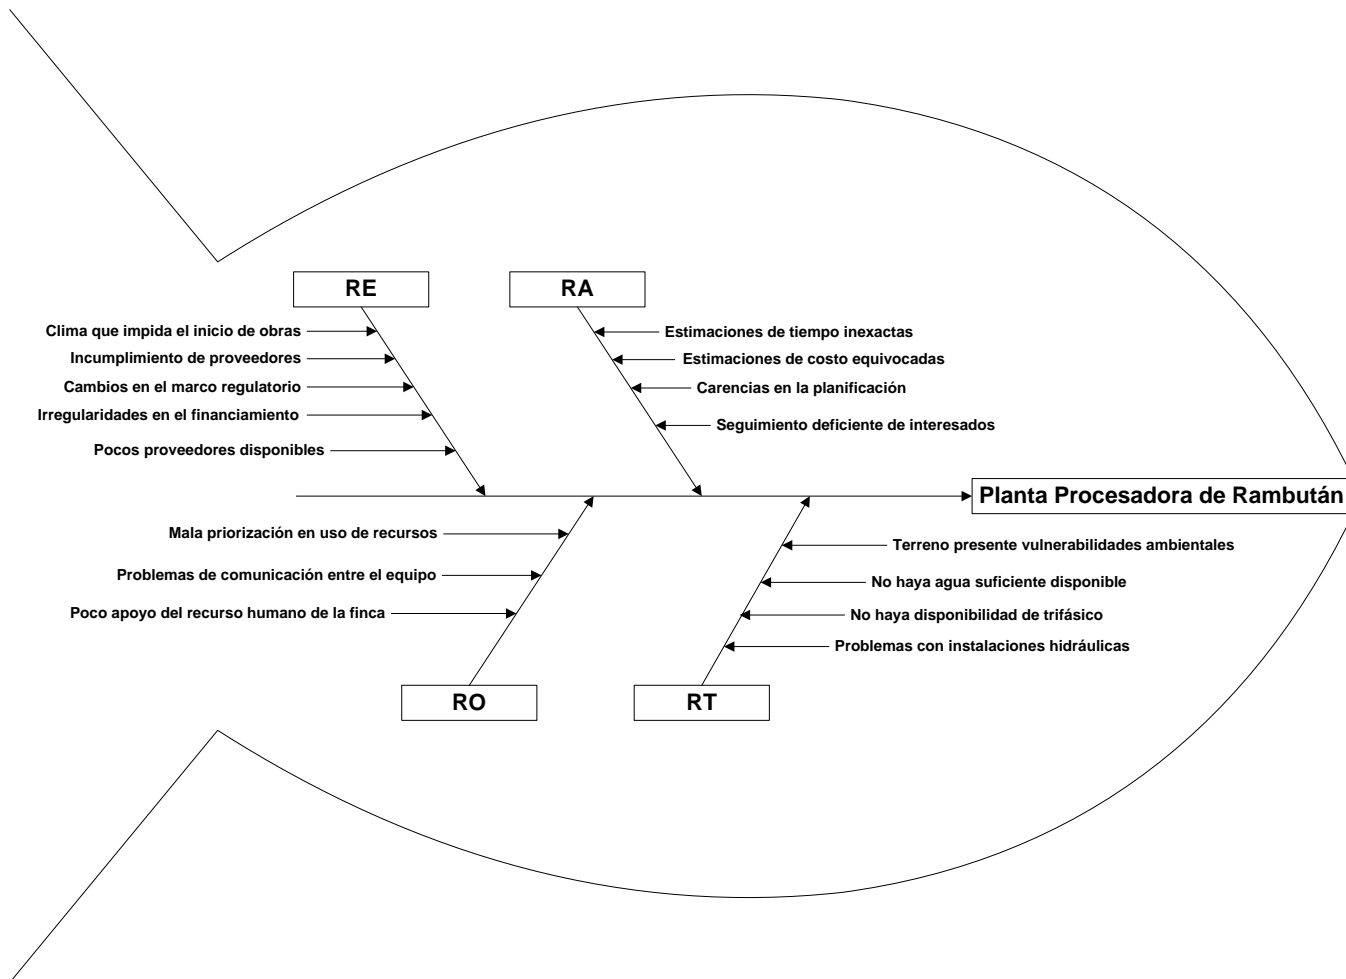 RE
RA
Clima que impida el inicio de obras
Incumplimiento de proveedores
Cambios en el marco regulatorio
Irregularidades en el financiamiento
Pocos proveedores disponibles
Estimaciones de tiempo inexactas
Estimaciones de costo equivocadas
Carencias en la planificación
Seguimiento deficiente de interesados
Planta Procesadora de Rambután
Mala priorización en uso de recursos
Problemas de comunicación entre el equipo
Poco apoyo del recurso humano de la finca
Terreno presente vulnerabilidades ambientales
No haya agua suficiente disponible
No haya disponibilidad de trifásico
Problemas con instalaciones hidráulicas
RO
RT